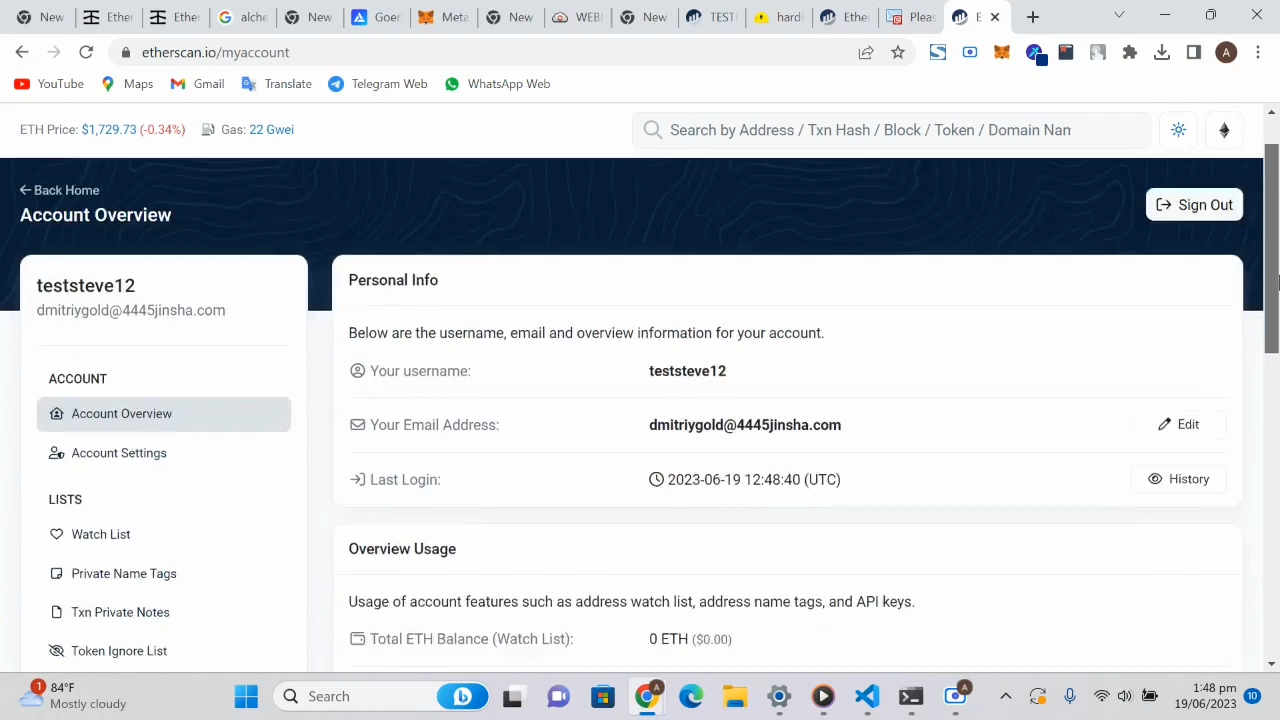 New
Ether
Ether
alche
New
Goer
Meta
New
WEB
New
TEST
hard
Ethe
Pleas
E
etherscan.io/myaccount
A
YouTube
Maps
Gmail
Translate
Telegram Web
WhatsApp Web
ETH Price: $1,729.73 (-0.34%)
Gas: 22 Gwei
Search by Address / Txn Hash / Block / Token / Domain Nan
Back Home
Account Overview
Sign Out
teststeve12
dmitriygold@4445jinsha.com
ACCOUNT
Account Overview
Account Settings
LISTS
Watch List
Private Name Tags
Txn Private Notes
Token Ignore List
Personal Info
Below are the username, email and overview information for your account.
Your username:
teststeve12
Your Email Address:
dmitriygold@4445jinsha.com
Edit
Last Login:
2023-06-19 12:48:40 (UTC)
History
Overview Usage
Usage of account features such as address watch list, address name tags, and API keys.
Total ETH Balance (Watch List):
0 ETH ($0.00)
1
84°F
Mostly cloudy
Search
A
A
1:48 pm
19/06/2023
10